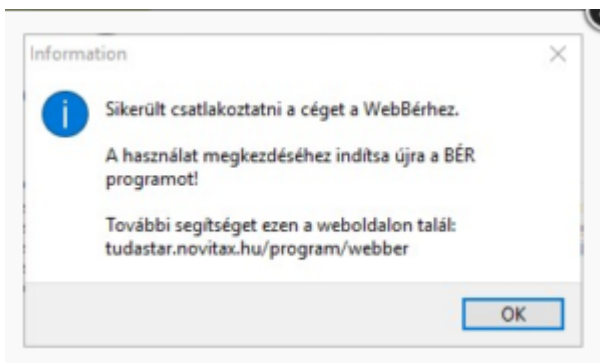 Information
Sikerült csatlakoztatni a céget a WebBérhez.
A használat megkezdéséhez indítsa újra a BÉR
programot!
További segítséget ezen a weboldalon talál:
tudastar.novitax.hu/program/webber
OK